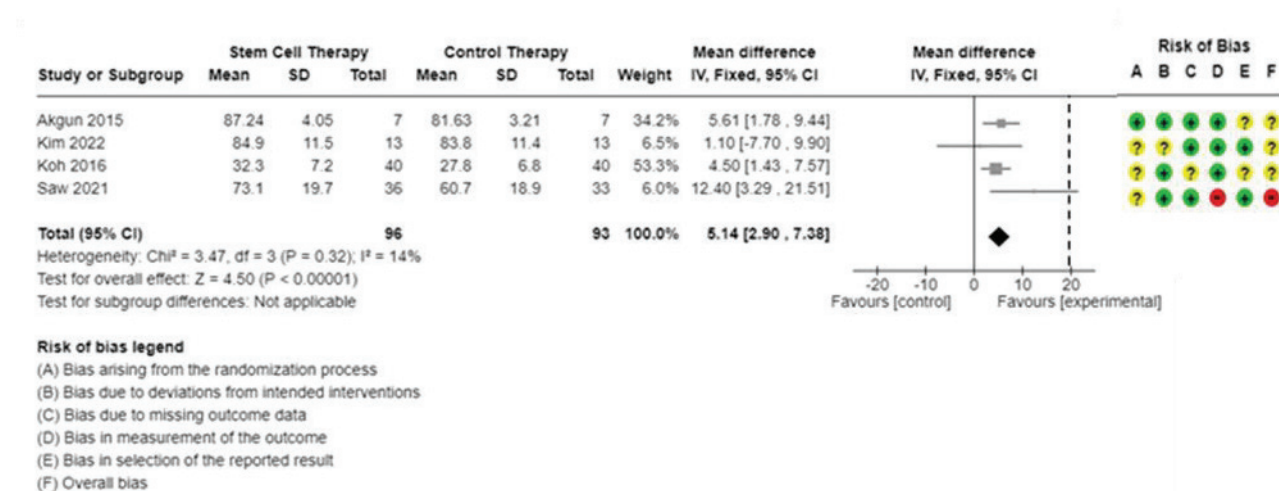 Stem Cell Therapy Control Therapy Mean difference Mean difference Risk of Bias
Study or Subgroup Mean SD Total Mean SD Total Weight IV, Fixed, 95% CI IV, Fixed, 95% CI A B C D E F
Akgun 2015 87.24 4.05 7 81.63 3.21 7 34.2% 5.61 [1.78 , 9.44] + + + + ? ?
Kim 2022 84.9 11.5 13 83.8 11.4 13 6.5% 1.10 [-7.70 , 9.90] ? ? + + + ?
Koh 2016 32.3 7.2 40 27.8 6.8 40 53.3% 4.50 [1.43 , 7.57] ? + ? + ? ?
Saw 2021 73.1 19.7 36 60.7 18.9 33 6.0% 12.40 [3.29 , 21.51] ? + + - + -
Total (95% CI) 96 93 100.0% 5.14 [2.90 , 7.38]
Heterogeneity: Chi² = 3.47, df = 3 (P = 0.32); I² = 14%
Test for overall effect: Z = 4.50 (P < 0.00001)
-20 -10 0 10 20
Test for subgroup differences: Not applicable Favours [control] Favours [experimental]
Risk of bias legend
(A) Bias arising from the randomization process
(B) Bias due to deviations from intended interventions
(C) Bias due to missing outcome data
(D) Bias in measurement of the outcome
(E) Bias in selection of the reported result
(F) Overall bias